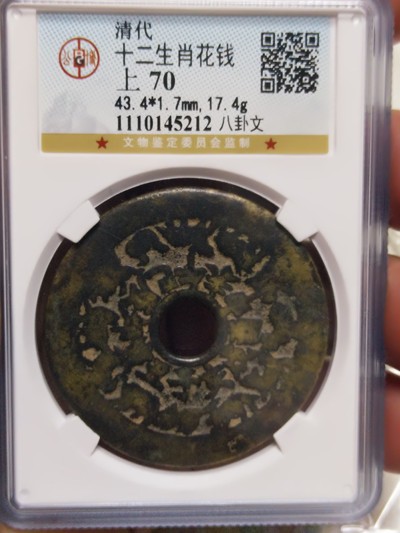 清代
十二生肖花钱
上 70
43.4*1.7mm,17.4g
1110145212 八卦文
★ 文物鉴定委员会监制 ★